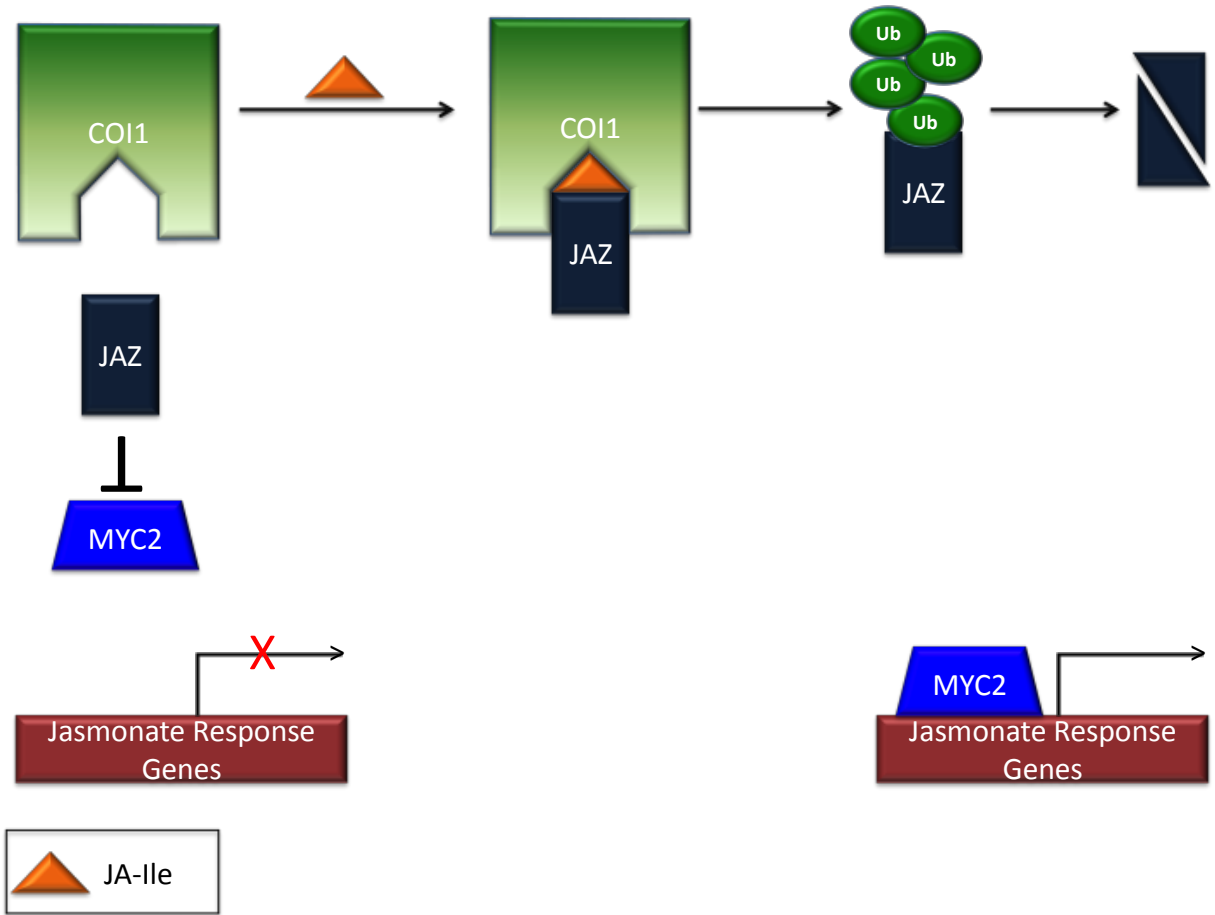 COI1
COI1
Ub
Ub
Ub
Ub
JAZ
JAZ
JAZ
MYC2
X
MYC2
Jasmonate Response
Genes
Jasmonate Response
Genes
JA-Ile